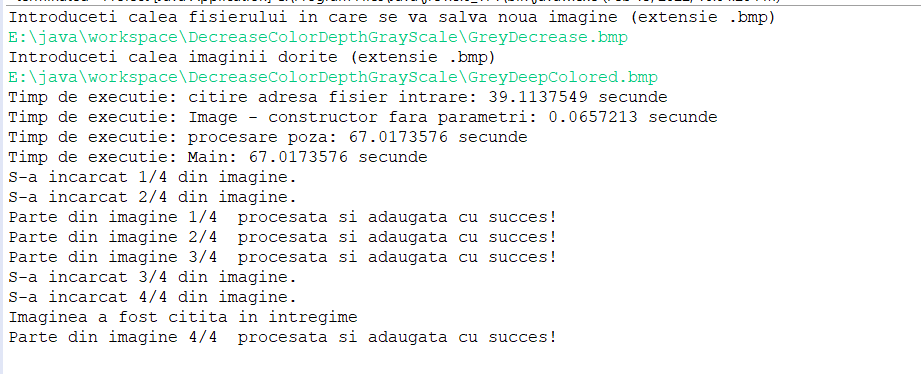 Introduceti calea fisierului in care se va salva noua imagine (extensie .bmp)
E:\java\workspace\DecreaseColorDepthGrayScale\GreyDecrease.bmp
Introduceti calea imaginii dorite (extensie .bmp)
E:\java\workspace\DecreaseColorDepthGrayScale\GreyDeepColored.bmp
Timp de executie: citire adresa fisier intrare: 39.1137549 secunde
Timp de executie: Image - constructor fara parametri: 0.0657213 secunde
Timp de executie: procesare poza: 67.0173576 secunde
Timp de executie: Main: 67.0173576 secunde
S-a incarcat 1/4 din imagine.
S-a incarcat 2/4 din imagine.
Parte din imagine 1/4  procesata si adaugata cu succes!
Parte din imagine 2/4  procesata si adaugata cu succes!
Parte din imagine 3/4  procesata si adaugata cu succes!
S-a incarcat 3/4 din imagine.
S-a incarcat 4/4 din imagine.
Imaginea a fost citita in intregime
Parte din imagine 4/4  procesata si adaugata cu succes!